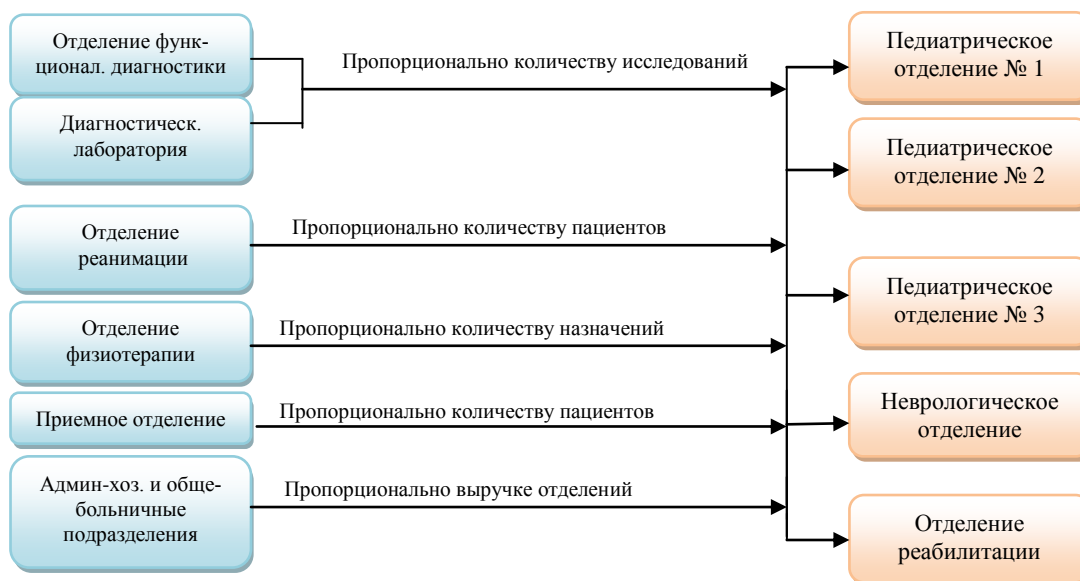 Отделение функ-
ционал. диагностики
Диагностическ.
лаборатория
Отделение
реанимации
Отделение
физиотерапии
Приемное отделение
Админ-хоз. и обще-
больничные
подразделения
Пропорционально количеству исследований
Пропорционально количеству пациентов
Пропорционально количеству назначений
Пропорционально количеству пациентов
Пропорционально выручке отделений
Педиатрическое
отделение № 1
Педиатрическое
отделение № 2
Педиатрическое
отделение № 3
Неврологическое
отделение
Отделение
реабилитации